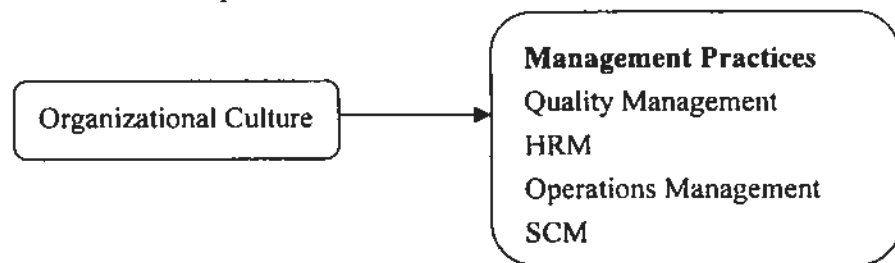 Organizational Culture
Management Practices
Quality Management
HRM
Operations Management
SCM